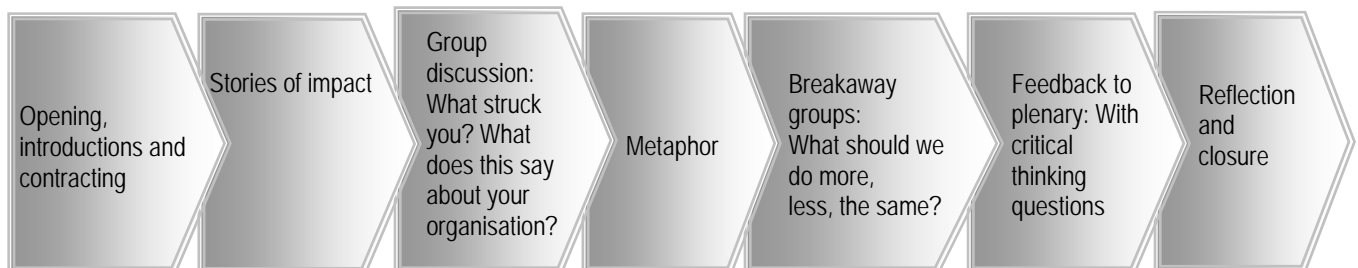 Opening,
introductions and
contracting
Stories of impact
Group
discussion:
What struck
you? What
does this say
about your
organisation?
Metaphor
Breakaway
groups:
What should we
do more,
less, the same?
Feedback to
plenary: With
critical
thinking
questions
Reflection
and
closure